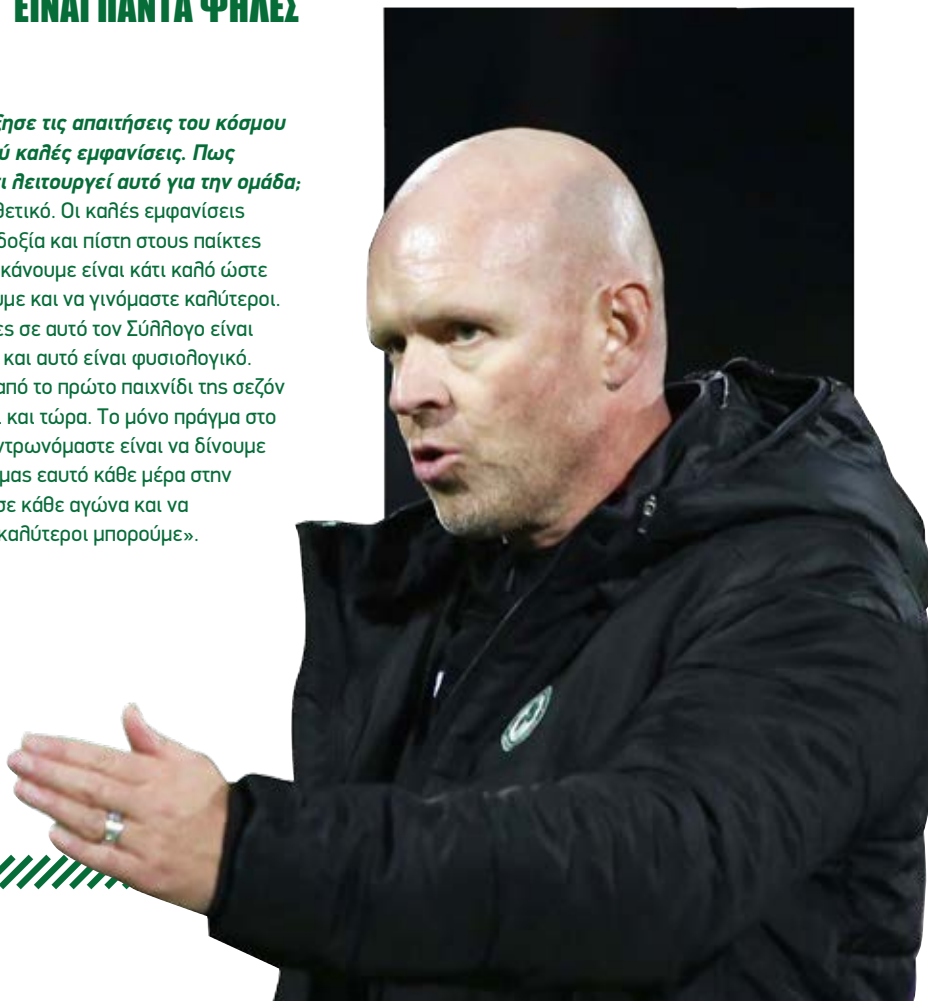 ΕΙΝΑΙ ΠΑΝΤΑ ΨΗΛΕΣ
ξησε τις απαιτήσεις του κόσμου
ύ καλές εμφανίσεις. Πως
ι λειτουργεί αυτό για την ομάδα;
θετικό. Οι καλές εμφανίσεις
δοξία και πίστη στους παίκτες
κάνουμε είναι κάτι καλό ώστε
υμε και να γινόμαστε καλύτεροι.
ες σε αυτό τον Σύλλογο είναι
και αυτό είναι φυσιολογικό.
από το πρώτο παιχνίδι της σεζόν
ι και τώρα. Το μόνο πράγμα στο
ντρωνόμαστε είναι να δίνουμε
μας εαυτό κάθε μέρα στην
σε κάθε αγώνα και να
καλύτεροι μπορούμε».